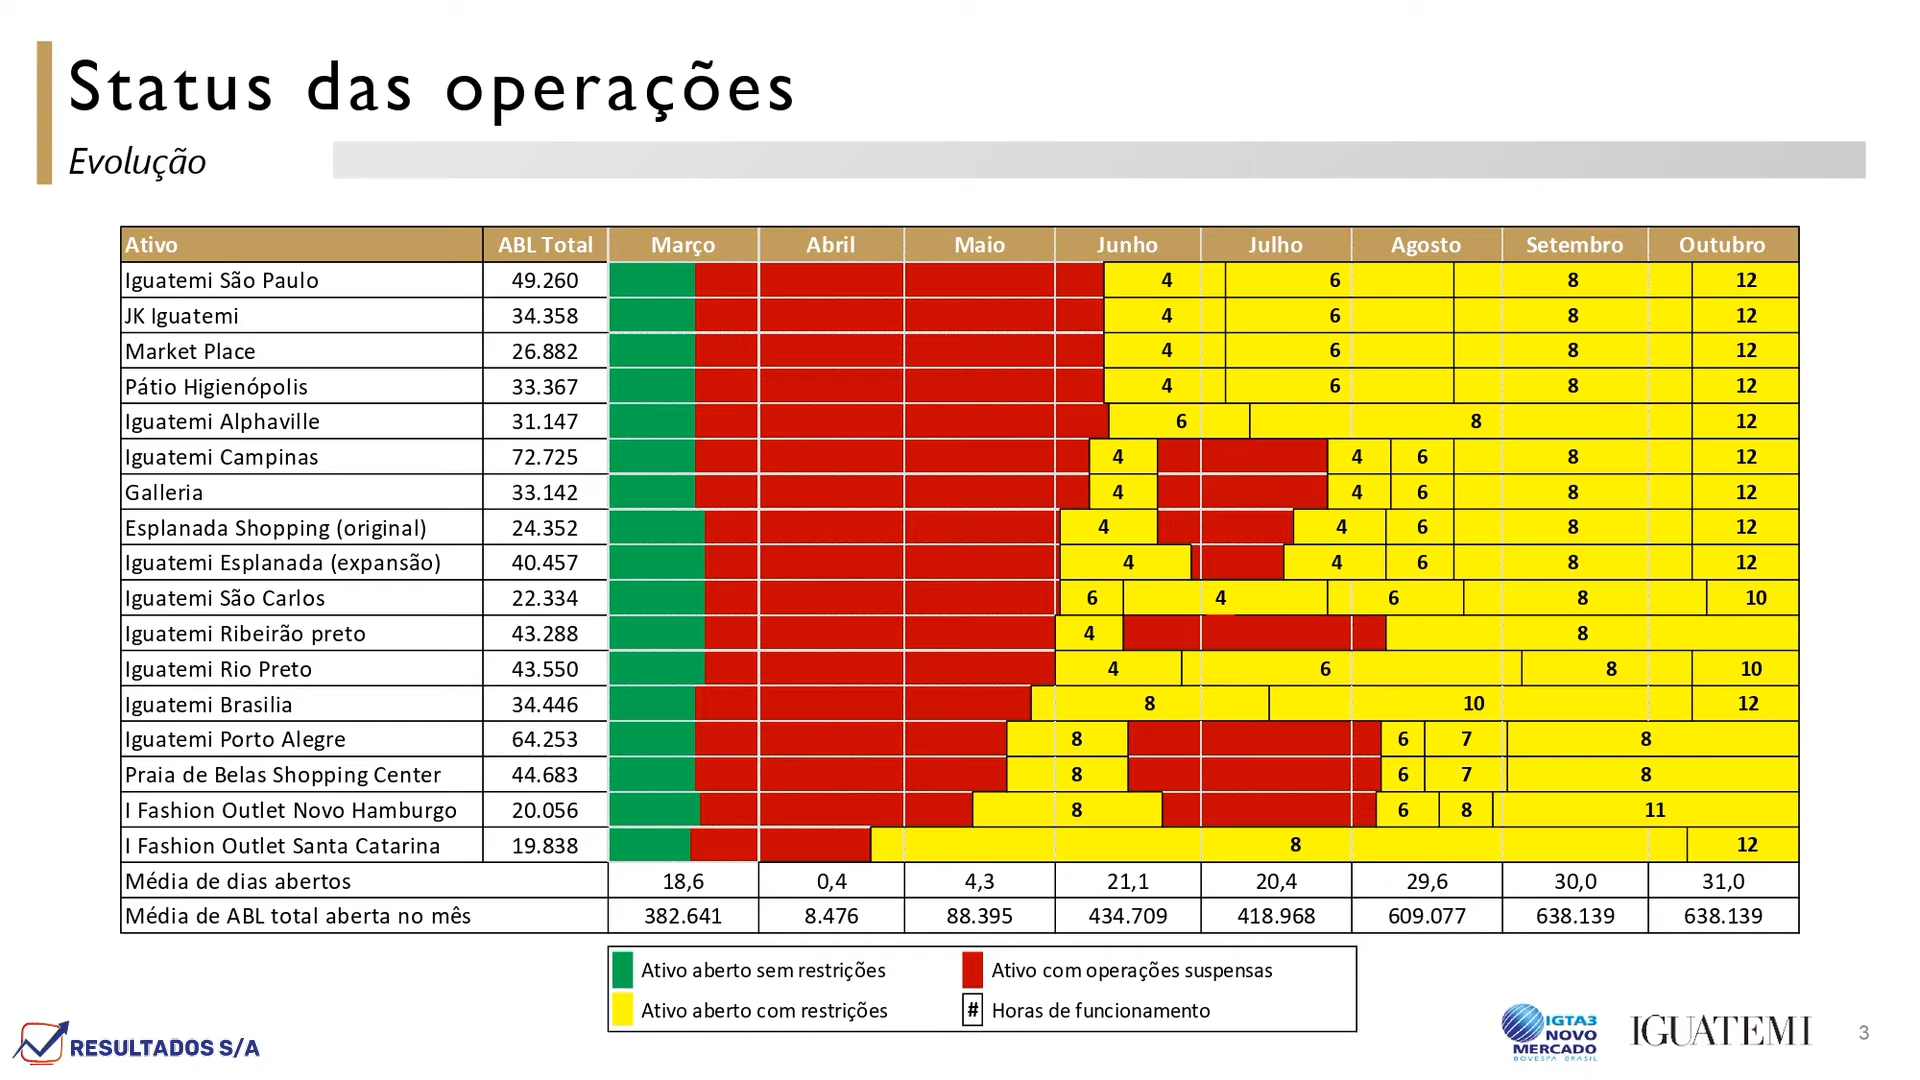 Status das operações
Evolução
Ativo ABL Total Março Abril Maio Junho Julho Agosto Setembro Outubro
Iguatemi São Paulo 49.260 4 6 8 12
JK Iguatemi 34.358 4 6 8 12
Market Place 26.882 4 6 8 12
Pátio Higienópolis 33.367 4 6 8 12
Iguatemi Alphaville 31.147 6 8 12
Iguatemi Campinas 72.725 4 4 6 8 12
Galleria 33.142 4 4 6 8 12
Esplanada Shopping (original) 24.352 4 4 6 8 12
Iguatemi Esplanada (expansão) 40.457 4 4 6 8 12
Iguatemi São Carlos 22.334 6 4 6 8 10
Iguatemi Ribeirão preto 43.288 4 8
Iguatemi Rio Preto 43.550 4 6 8 10
Iguatemi Brasilia 34.446 8 10 12
Iguatemi Porto Alegre 64.253 8 6 7 8
Praia de Belas Shopping Center 44.683 8 6 7 8
I Fashion Outlet Novo Hamburgo 20.056 8 6 8 11
I Fashion Outlet Santa Catarina 19.838 8 12
Média de dias abertos 18,6 0,4 4,3 21,1 20,4 29,6 30,0 31,0
Média de ABL total aberta no mês 382.641 8.476 88.395 434.709 418.968 609.077 638.139 638.139
Ativo aberto sem restrições Ativo com operações suspensas
Ativo aberto com restrições # Horas de funcionamento
RESULTADOS S/A
IGTA3
NOVO
MERCADO
BOVESPA BRASIL
IGUATEMI
3